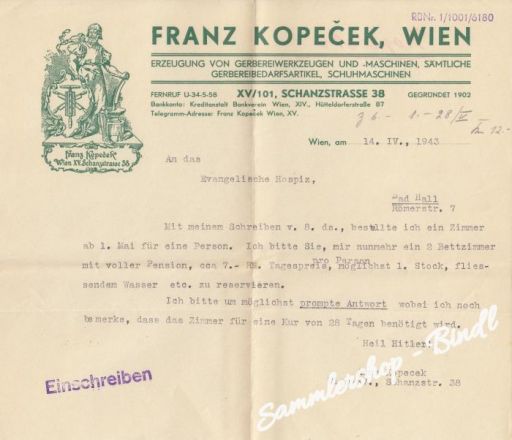 RBNr. 1/1001/5180
FRANZ KOPEČEK, WIEN
ERZEUGUNG VON GERBEREIWERKZEUGEN UND -MASCHINEN, SÄMTLICHE
GERBEREIBEDARFSARTIKEL, SCHUHMASCHINEN
FERNRUF U-34-5-58 XV/101, SCHANZSTRASSE 38 GEGRÜNDET 1902
Bankkonto: Kreditanstalt Bankverein Wien, XIV., Hütteldorferstraße 87
Telegramm-Adresse: Franz Kopeček Wien, XV.
Franz Kopeček
Wien XV. Schanzstrasse 38
Wien, am 14. IV., 1943
An das
Evangelische Hospiz,
Bad Hall
Römerstr. 7
Mit meinem Schreiben v. 8. ds., bestellte ich ein Zimmer
ab 1. Mai für eine Person. Ich bitte Sie, mir nunmehr ein 2 Bettzimmer
pro Person
mit voller Pension, cca 7.- RM. Tagespreis, möglichst 1. Stock, flies-
sendem Wasser etc. zu reservieren.
Ich bitte um möglichst prompte Antwort wobei ich noch
bemerke, dass das Zimmer für eine Kur von 28 Tagen benötigt wird.
Heil Hitler!
Kopecek
Schanzstr. 38
Einschreiben
Sammlershop - Bindl